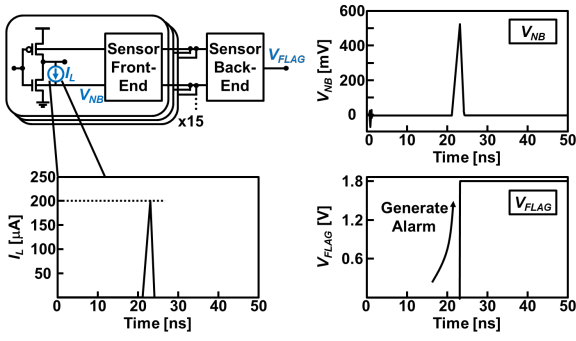 Sensor
Front-
End
Sensor
Back-
End
V_FLAG
I_L
V_NB
x15
250
200
150
100
50
I_L [µA]
0 10 20 30 40 50
Time [ns]
600
400
200
0
V_NB [mV]
V_NB
0 10 20 30 40 50
Time [ns]
1.8
1.2
0.6
V_FLAG [V]
Generate
Alarm
V_FLAG
0 10 20 30 40 50
Time [ns]